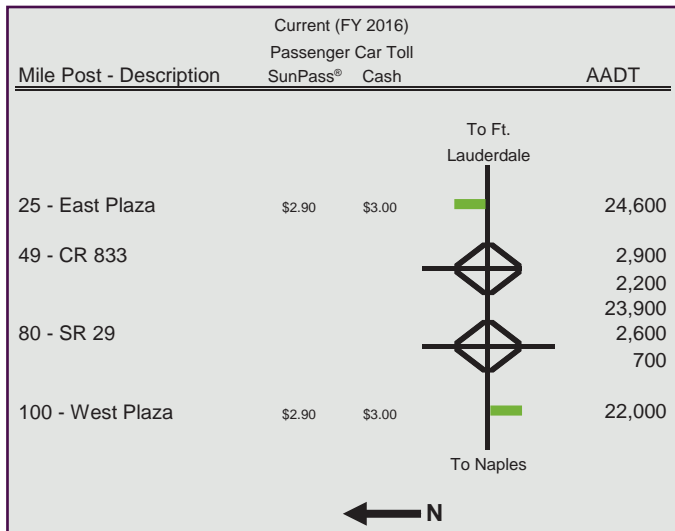 Current (FY 2016)
Passenger Car Toll
Mile Post - Description SunPass® Cash AADT
To Ft.
Lauderdale
25 - East Plaza $2.90 $3.00 24,600
49 - CR 833 2,900
2,200
23,900
80 - SR 29 2,600
700
100 - West Plaza $2.90 $3.00 22,000
To Naples
N